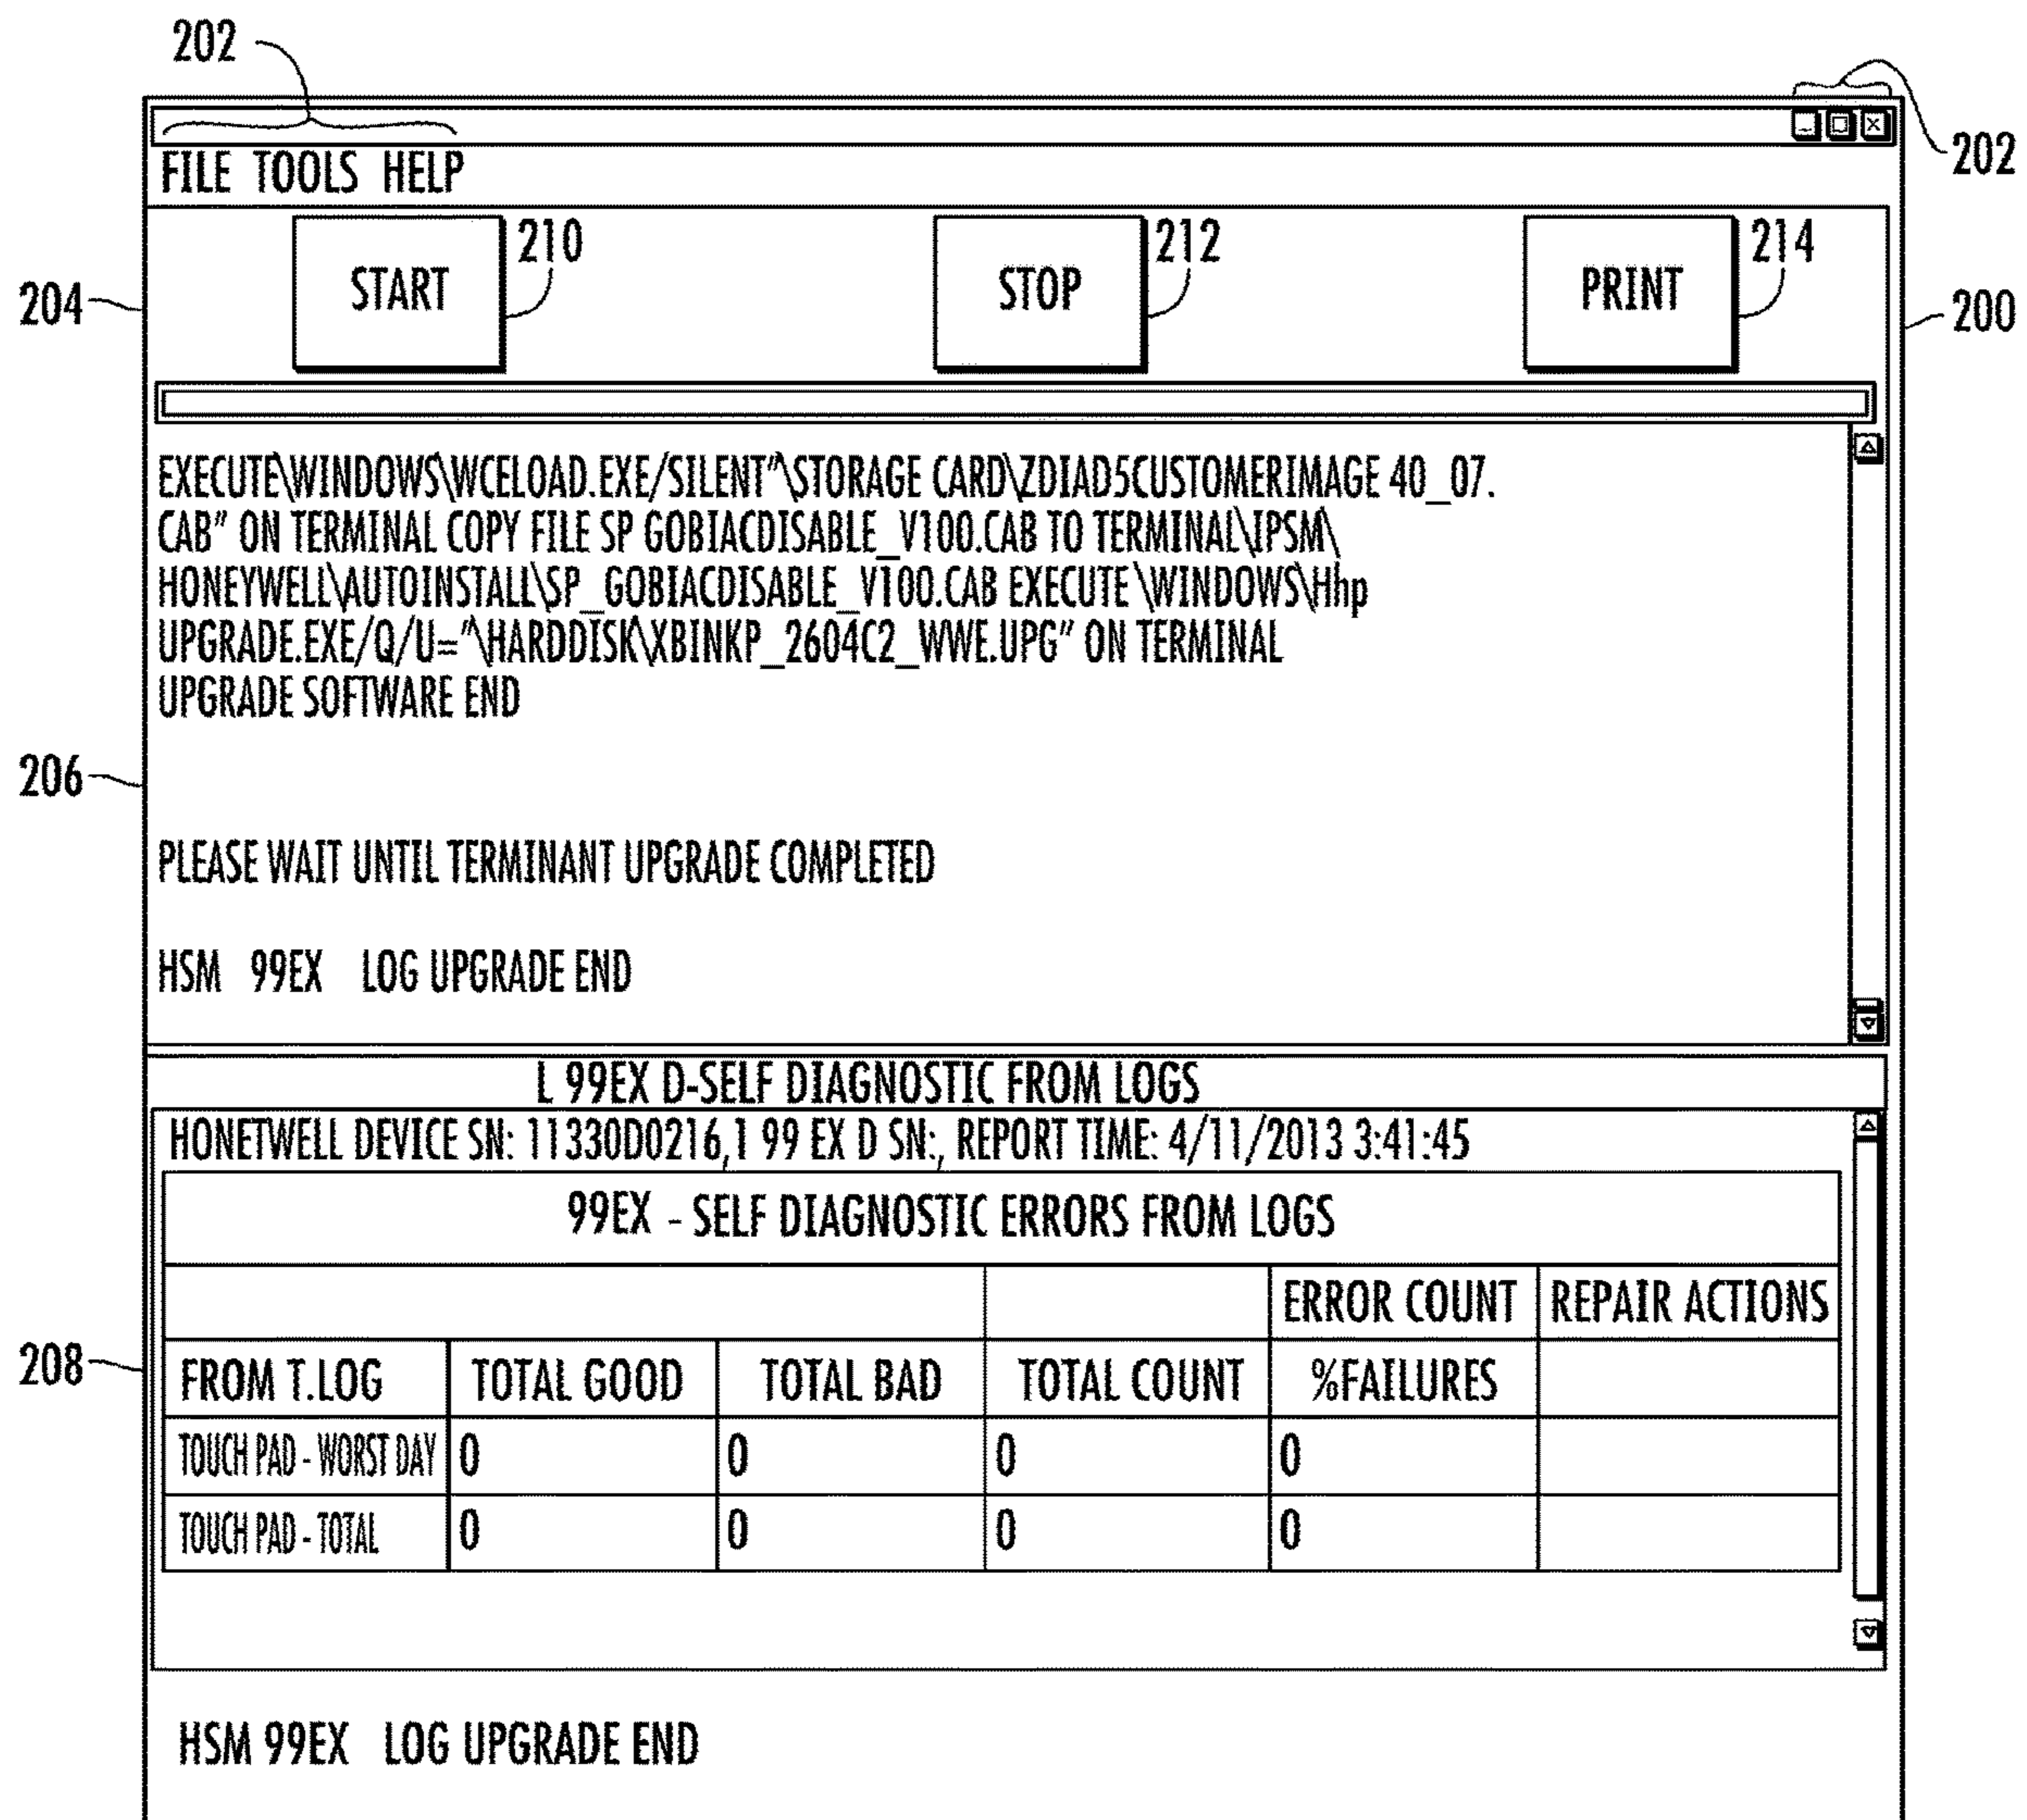 202
202
FILE TOOLS HELP
204
START
210
STOP
212
PRINT
214
200
EXECUTE\WINDOWS\WCELOAD.EXE/SILENT"\STORAGE CARD\ZDIAD5CUSTOMERIMAGE 40_07.
CAB" ON TERMINAL COPY FILE SP GOBIACDISABLE_V100.CAB TO TERMINAL\IPSM\
HONEYWELL\AUTOINSTALL\SP_GOBIACDISABLE_V100.CAB EXECUTE \WINDOWS\Hhp
UPGRADE.EXE/Q/U="\HARDDISK\XBINKP_2604C2_WWE.UPG" ON TERMINAL
UPGRADE SOFTWARE END
206
PLEASE WAIT UNTIL TERMINANT UPGRADE COMPLETED
HSM 99EX LOG UPGRADE END
L 99EX D-SELF DIAGNOSTIC FROM LOGS
HONETWELL DEVICE SN: 11330D0216,1 99 EX D SN:, REPORT TIME: 4/11/2013 3:41:45
99EX - SELF DIAGNOSTIC ERRORS FROM LOGS
ERROR COUNT REPAIR ACTIONS
208
FROM T.LOG TOTAL GOOD TOTAL BAD TOTAL COUNT %FAILURES
TOUCH PAD - WORST DAY 0 0 0 0
TOUCH PAD - TOTAL 0 0 0 0
HSM 99EX LOG UPGRADE END